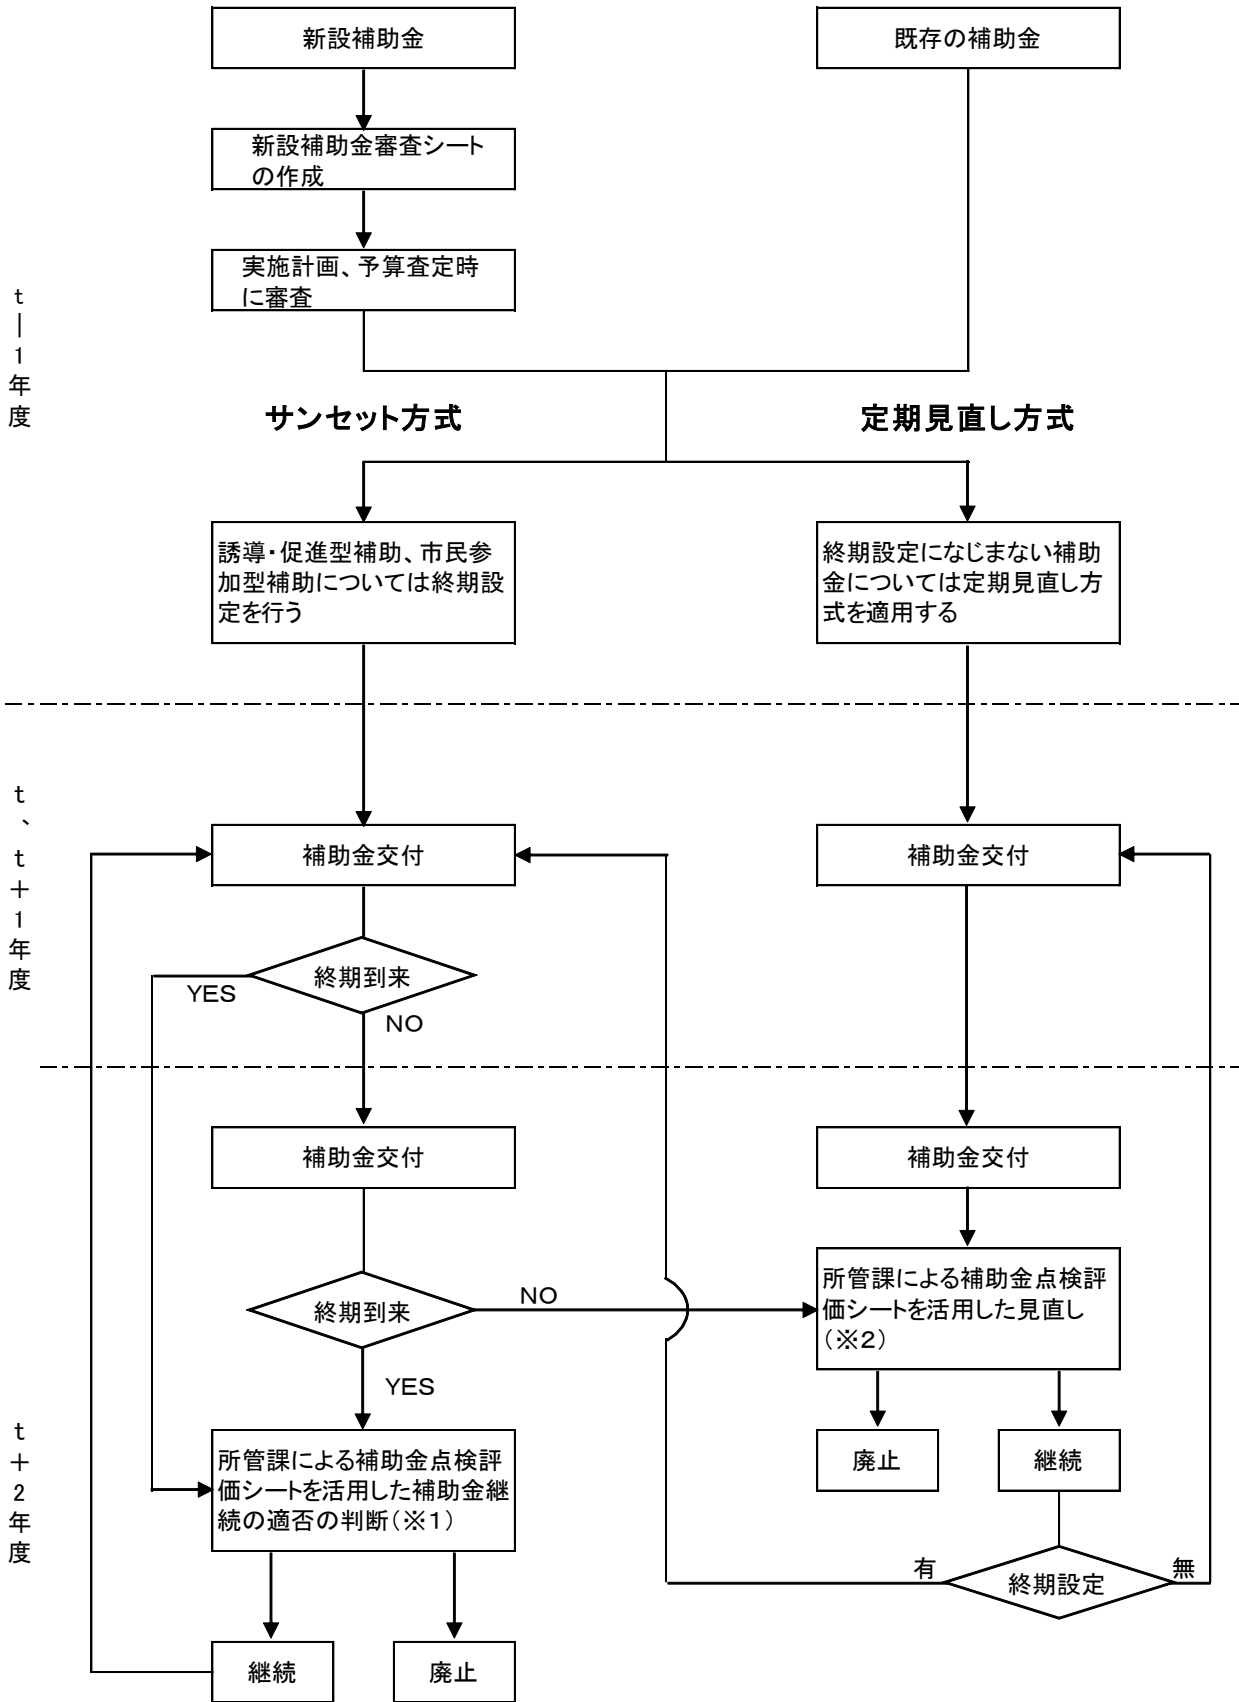 新設補助金
既存の補助金
新設補助金審査シート
の作成
実施計画、予算査定時
に審査
t－1年度
サンセット方式
定期見直し方式
誘導・促進型補助、市民参
加型補助については終期設
定を行う
終期設定になじまない補助
金については定期見直し方
式を適用する
t、t＋1年度
補助金交付
補助金交付
終期到来
YES
NO
補助金交付
補助金交付
終期到来
NO
YES
所管課による補助金点検評
価シートを活用した見直し
（※2）
廃止
継続
t＋2年度
所管課による補助金点検評
価シートを活用した補助金継
続の適否の判断（※1）
有
終期設定
無
継続
廃止